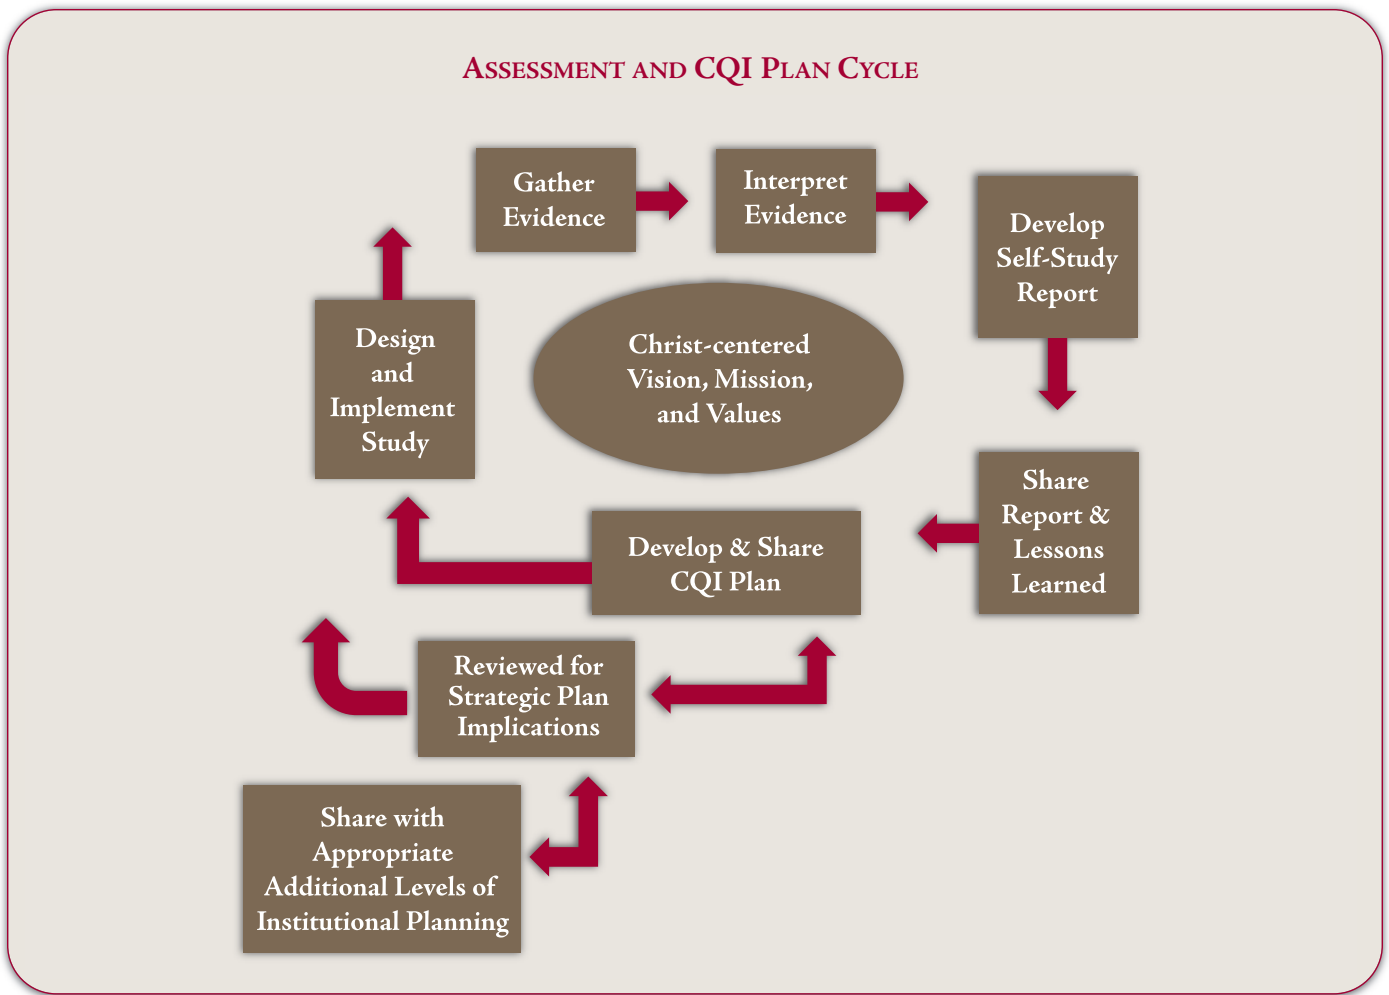 Assessment and CQI Plan Cycle
Gather
Evidence
Interpret
Evidence
Develop
Self-Study
Report
Design
and
Implement
Study
Christ-centered
Vision, Mission,
and Values
Share
Report &
Lessons
Learned
Develop & Share
CQI Plan
Reviewed for
Strategic Plan
Implications
Share with
Appropriate
Additional Levels of
Institutional Planning